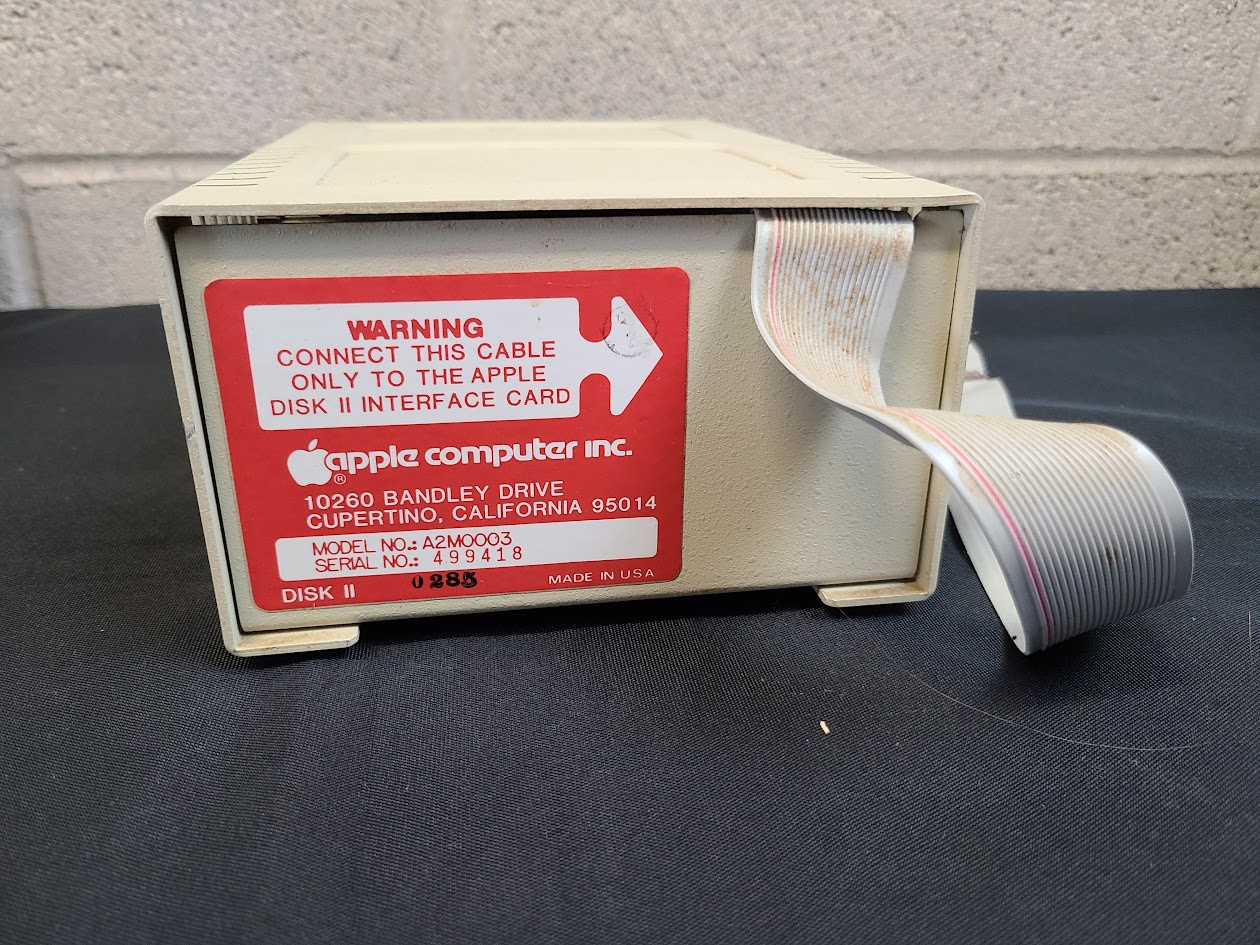 WARNING
CONNECT THIS CABLE
ONLY TO THE APPLE
DISK II INTERFACE CARD
apple computer inc.
®
10260 BANDLEY DRIVE
CUPERTINO, CALIFORNIA 95014
MODEL NO.: A2M0003
SERIAL NO.: 499418
DISK II 0285 MADE IN USA